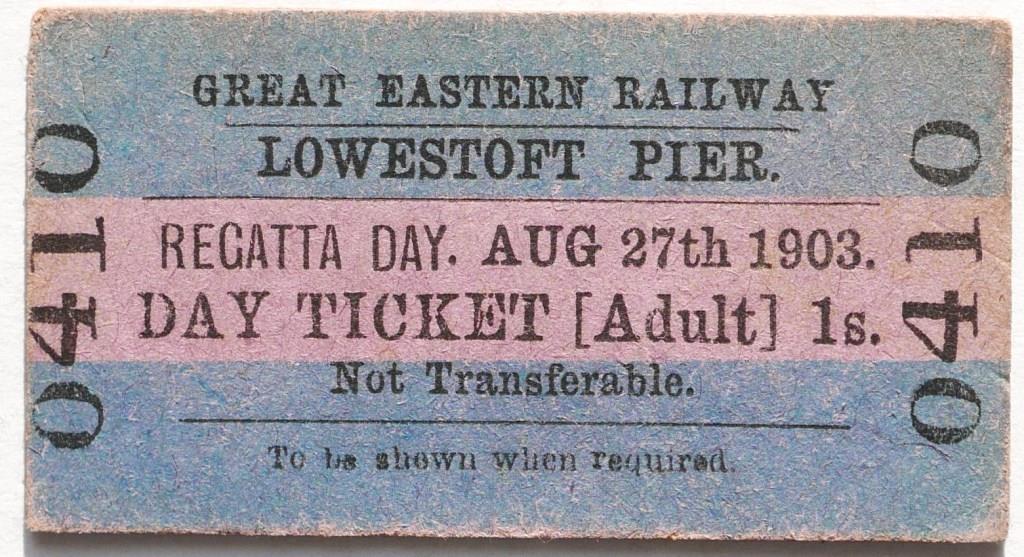 GREAT EASTERN RAILWAY
LOWESTOFT PIER.
REGATTA DAY. AUG 27th 1903.
DAY TICKET [Adult] 1s.
Not Transferable.
To be shown when required.
0410
0410